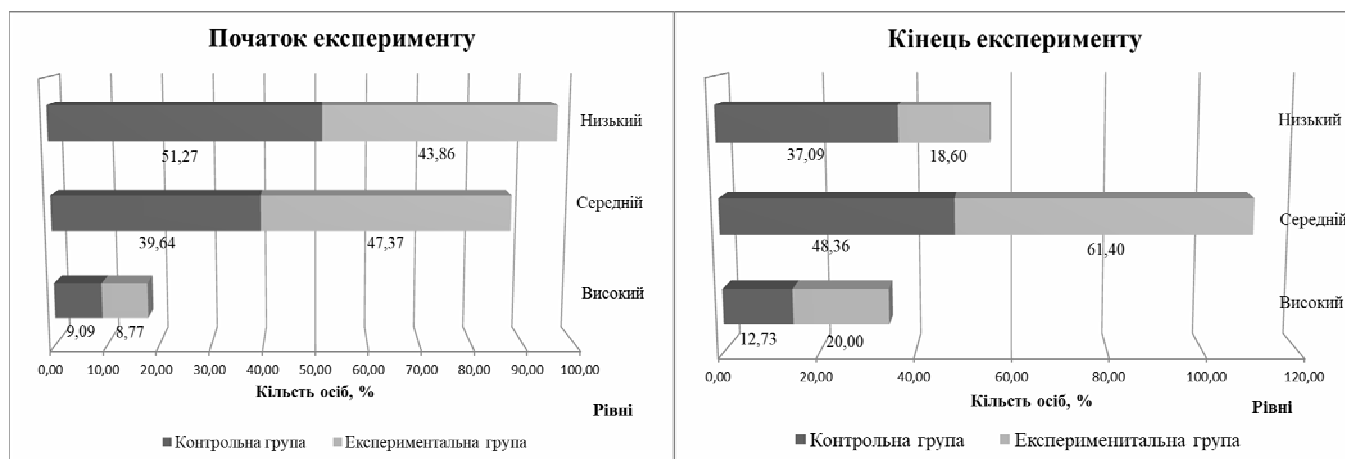 Початок експерименту
Низький
51,27 43,86
Середній
39,64 47,37
Високий
9,09 8,77
0,00 10,00 20,00 30,00 40,00 50,00 60,00 70,00 80,00 90,00 100,00
Кільсть осіб, %
Рівні
Контрольна група Експериментальна група
Кінець експерименту
Низький
37,09 18,60
Середній
48,36 61,40
Високий
12,73 20,00
0,00 20,00 40,00 60,00 80,00 100,00 120,00
Кільсть осіб, %
Рівні
Контрольна група Експерименитальна група